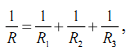 1/R = 1/R₁ + 1/R₂ + 1/R₃ ,